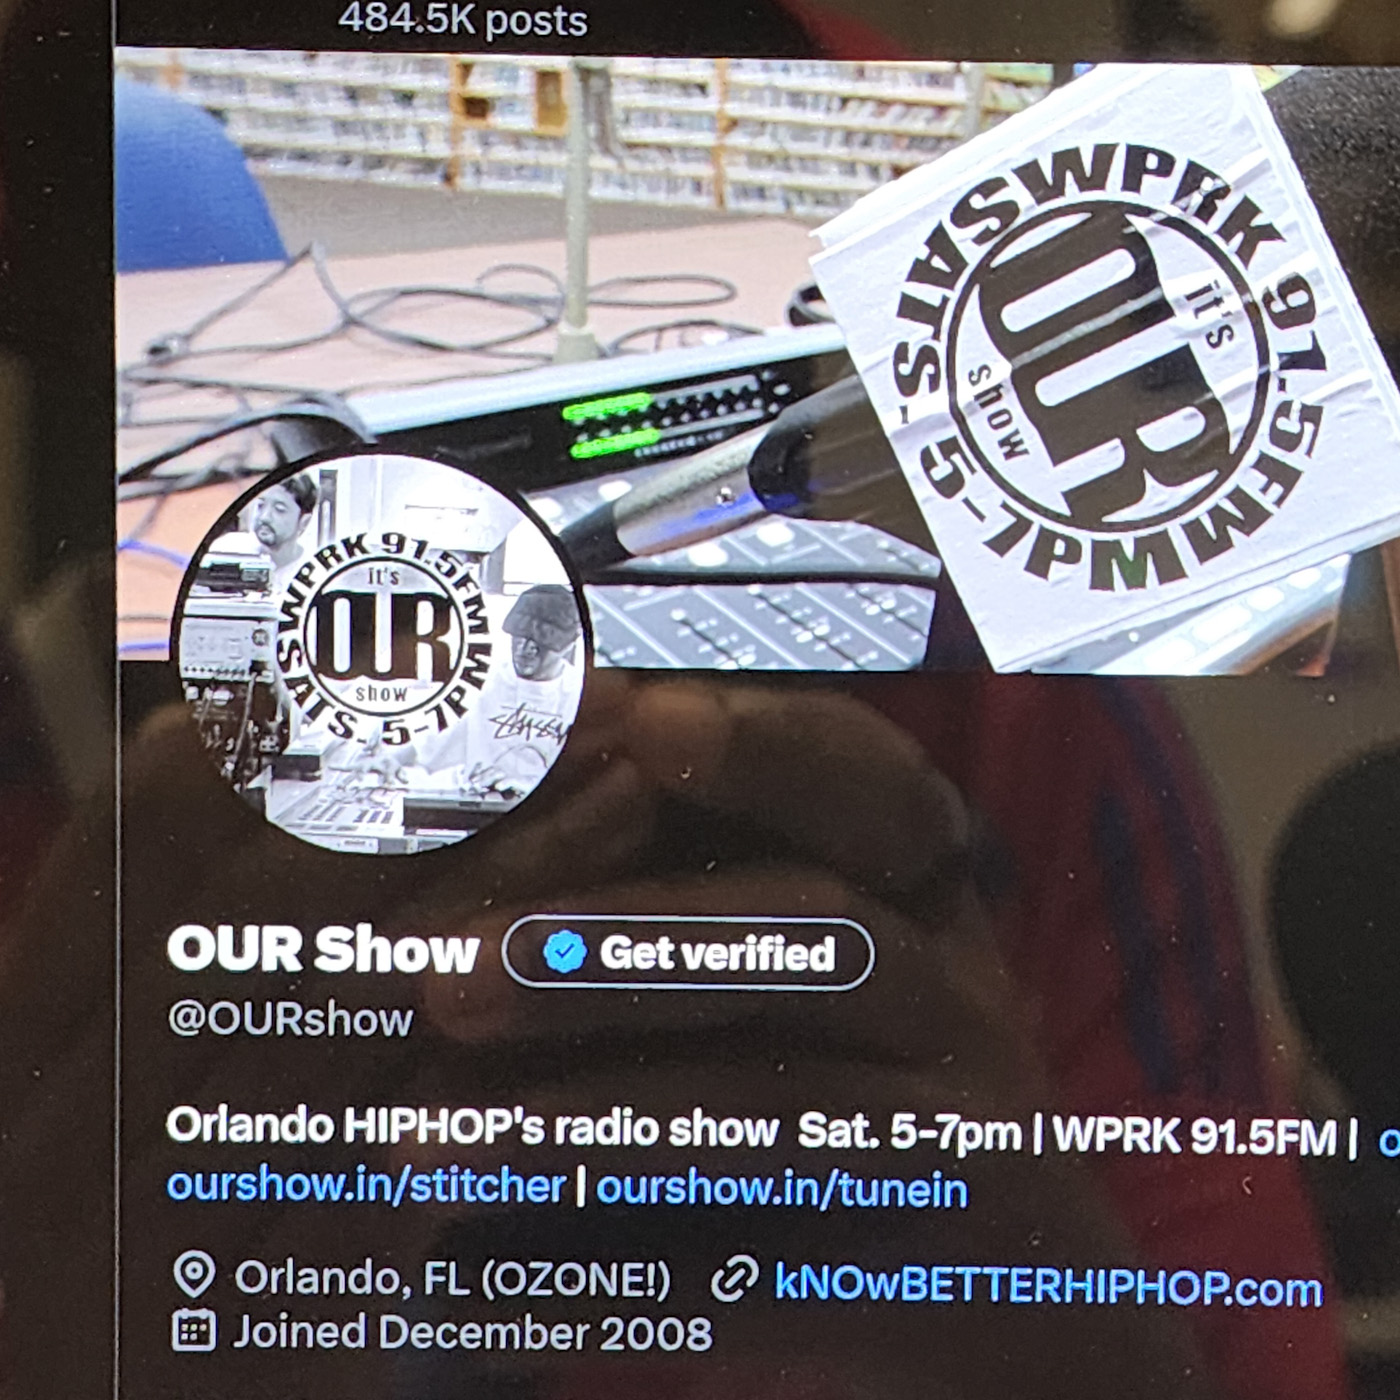 484.5K posts
SATS. 5-7PM WPRK 91.5FM
it's
OUR
show
SATS. 5-7PM WPRK 91.5FM
it's
OUR
show
OUR Show Get verified
@OURshow
Orlando HIPHOP's radio show Sat. 5-7pm | WPRK 91.5FM |
ourshow.in/stitcher | ourshow.in/tunein
Orlando, FL (OZONE!) kNOwBETTERHIPHOP.com
Joined December 2008